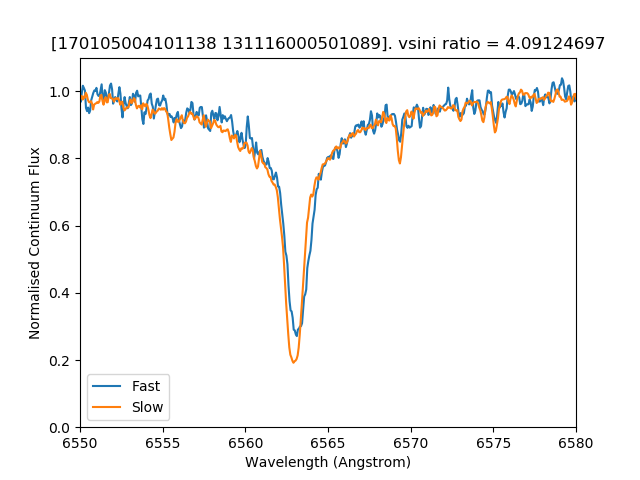 [170105004101138 131116000501089]. vsini ratio = 4.09124697
Normalised Continuum Flux
1.0
0.8
0.6
0.4
0.2
0.0
Fast
Slow
6550 6555 6560 6565 6570 6575 6580
Wavelength (Angstrom)